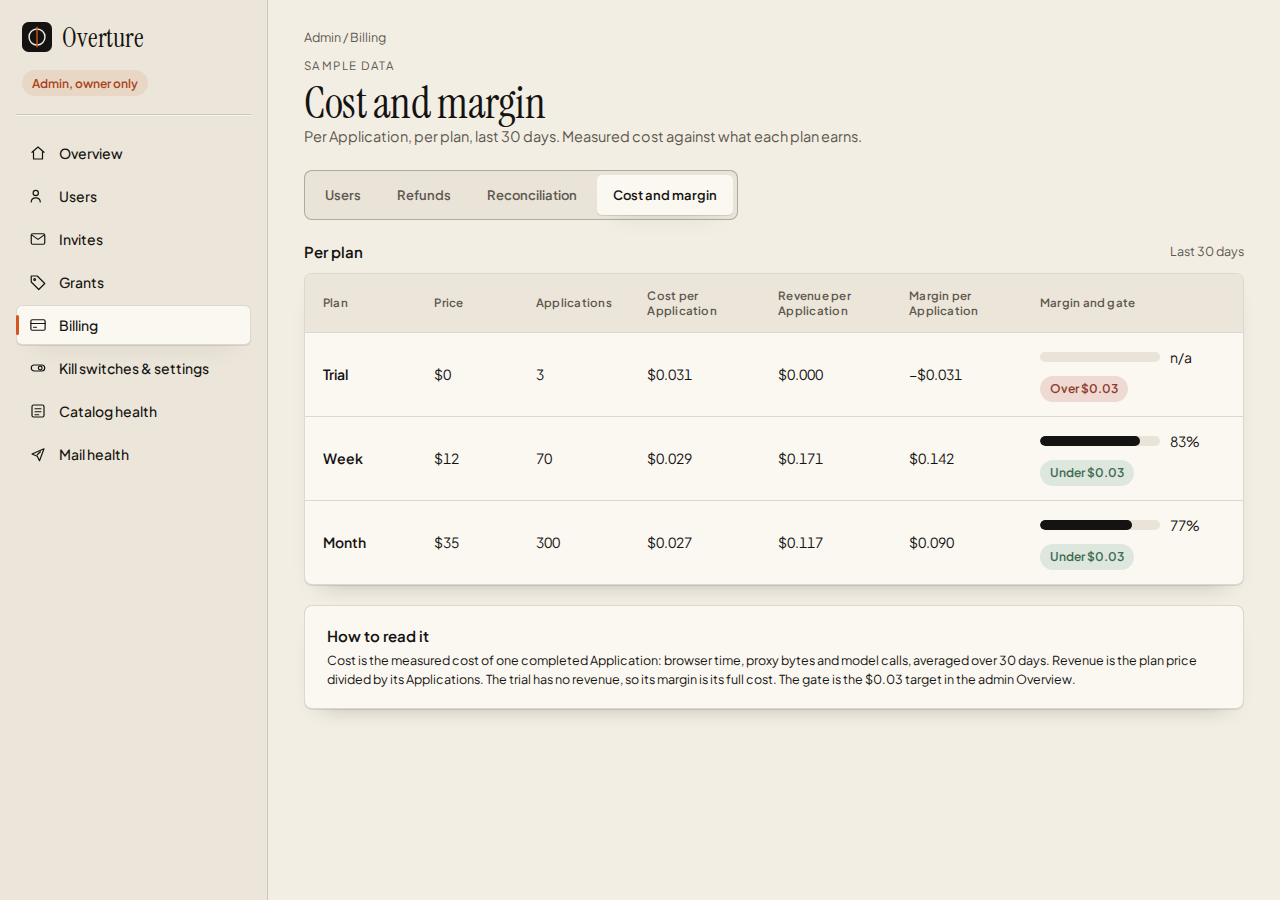 Overture
Admin, owner only
Overview
Users
Invites
Grants
Billing
Kill switches & settings
Catalog health
Mail health
Admin / Billing
SAMPLE DATA
Cost and margin
Per Application, per plan, last 30 days. Measured cost against what each plan earns.
Users Refunds Reconciliation Cost and margin
Per plan Last 30 days
Plan Price Applications Cost per Application Revenue per Application Margin per Application Margin and gate
Trial $0 3 $0.031 $0.000 −$0.031 n/a
Over $0.03
Week $12 70 $0.029 $0.171 $0.142 83%
Under $0.03
Month $35 300 $0.027 $0.117 $0.090 77%
Under $0.03
How to read it
Cost is the measured cost of one completed Application: browser time, proxy bytes and model calls, averaged over 30 days. Revenue is the plan price
divided by its Applications. The trial has no revenue, so its margin is its full cost. The gate is the $0.03 target in the admin Overview.